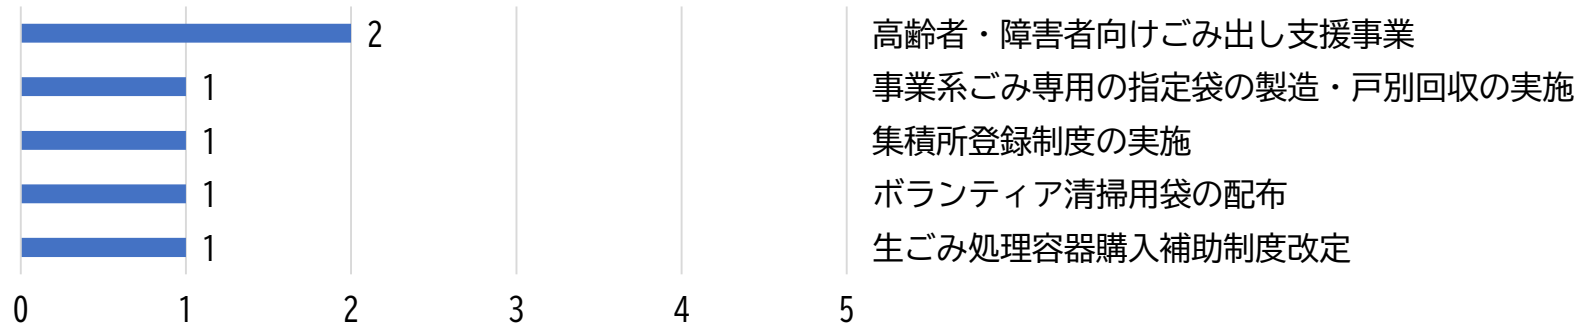 2 高齢者・障害者向けごみ出し支援事業
1 事業系ごみ専用の指定袋の製造・戸別回収の実施
1 集積所登録制度の実施
1 ボランティア清掃用袋の配布
1 生ごみ処理容器購入補助制度改定
0 1 2 3 4 5